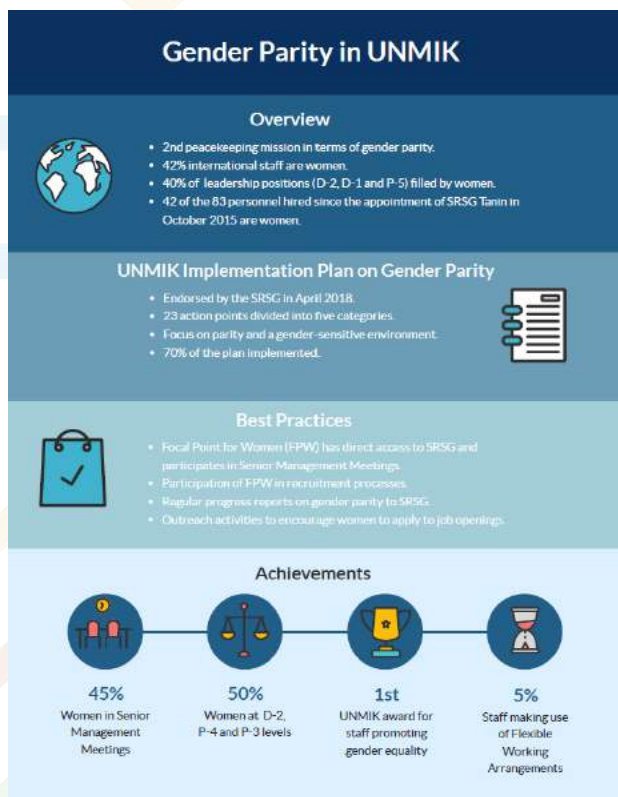 Gender Parity in UNMIK
Overview
• 2nd peacekeeping mission in terms of gender parity.
• 42% international staff are women.
• 40% of leadership positions (D-2, D-1 and P-5) filled by women.
• 42 of the 83 personnel hired since the appointment of SRSG Tanin in
October 2015 are women.
UNMIK Implementation Plan on Gender Parity
• Endorsed by the SRSG in April 2018.
• 23 action points divided into five categories.
• Focus on parity and a gender-sensitive environment.
• 70% of the plan implemented.
Best Practices
• Focal Point for Women (FPW) has direct access to SRSG and
participates in Senior Management Meetings.
• Participation of FPW in recruitment processes.
• Regular progress reports on gender parity to SRSG.
• Outreach activities to encourage women to apply to job openings.
Achievements
45%
Women in Senior
Management
Meetings
50%
Women at D-2,
P-4 and P-3 levels
1st
UNMIK award for
staff promoting
gender equality
5%
Staff making use
of Flexible
Working
Arrangements